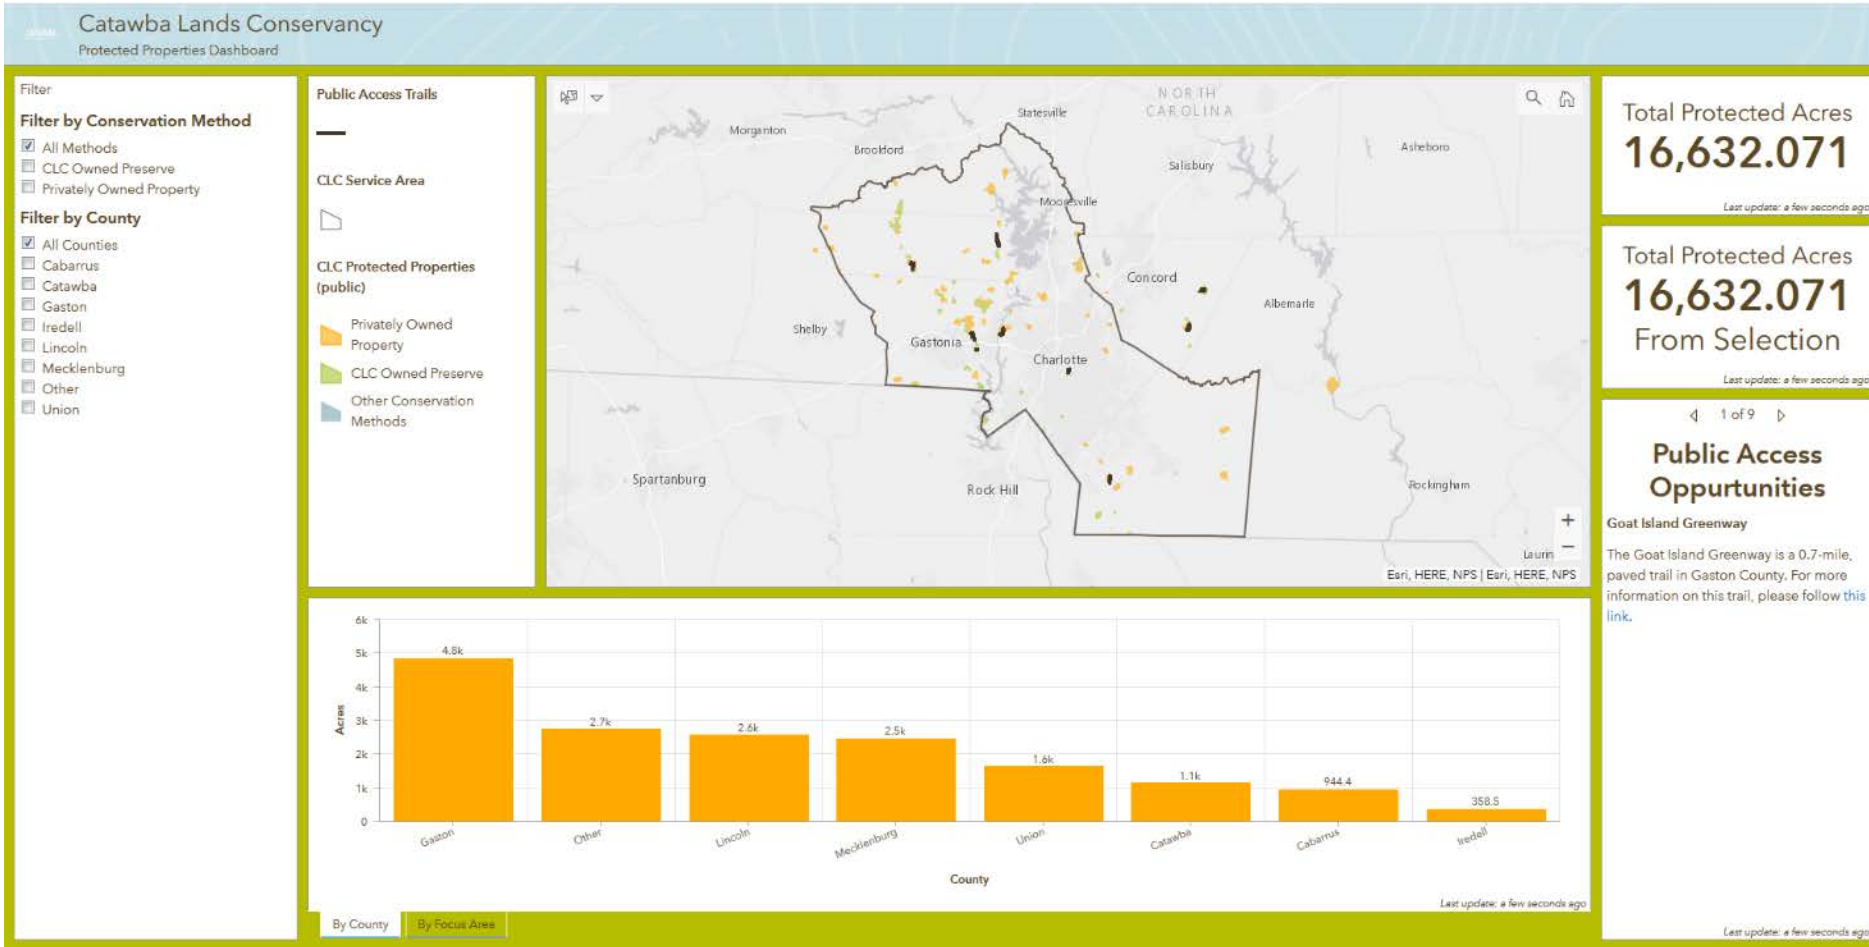 Catawba Lands Conservancy
Protected Properties Dashboard
Filter
Filter by Conservation Method
All Methods
CLC Owned Preserve
Privately Owned Property
Filter by County
All Counties
Cabarrus
Catawba
Gaston
Iredell
Lincoln
Mecklenburg
Other
Union
Public Access Trails
CLC Service Area
CLC Protected Properties
(public)
Privately Owned
Property
CLC Owned Preserve
Other Conservation
Methods
NORTH
CAROLINA
Statesville
Morganton
Brookford
Salisbury
Asheboro
Mooresville
Concord
Albemarle
Shelby
Gastonia
Charlotte
Spartanburg
Rock Hill
Rockingham
+
−
Laurin
Esri, HERE, NPS | Esri, HERE, NPS
Total Protected Acres
16,632.071
Last update: a few seconds ago
Total Protected Acres
16,632.071
From Selection
Last update: a few seconds ago
1 of 9
Public Access
Oppurtunities
Goat Island Greenway
The Goat Island Greenway is a 0.7-mile,
paved trail in Gaston County. For more
information on this trail, please follow this
link.
Last update: a few seconds ago
6k
5k
4k
3k
2k
1k
0
Acres
4.8k
2.7k
2.6k
2.5k
1.6k
1.1k
944.4
358.5
Gaston
Other
Lincoln
Mecklenburg
Union
Catawba
Cabarrus
Iredell
County
Last update: a few seconds ago
By County
By Focus Area